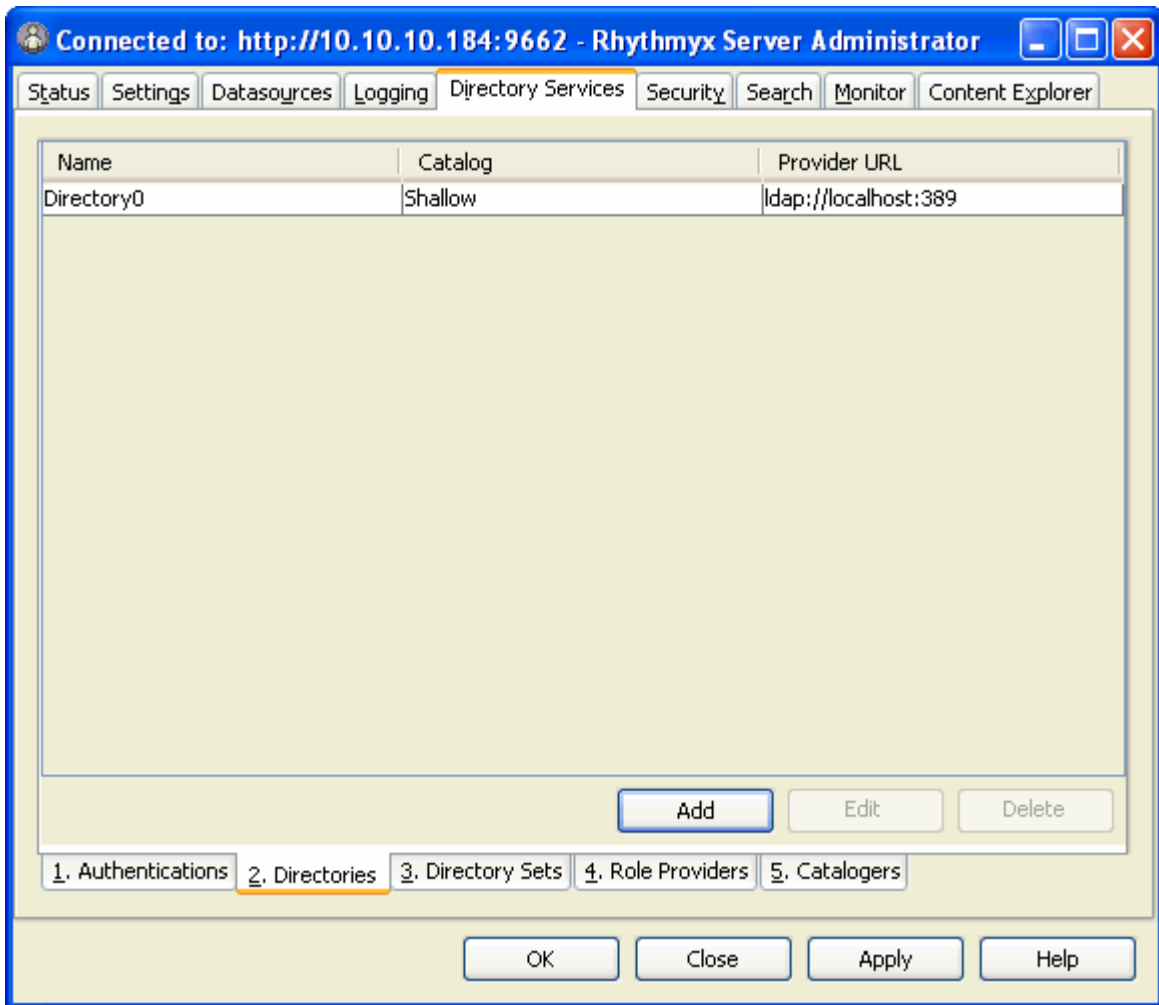 Connected to: http://10.10.10.184:9662 - Rhythmyx Server Administrator
Status Settings Datasources Logging Directory Services Security Search Monitor Content Explorer
Name Catalog Provider URL
Directory0 Shallow ldap://localhost:389
Add Edit Delete
1. Authentications 2. Directories 3. Directory Sets 4. Role Providers 5. Catalogers
OK Close Apply Help